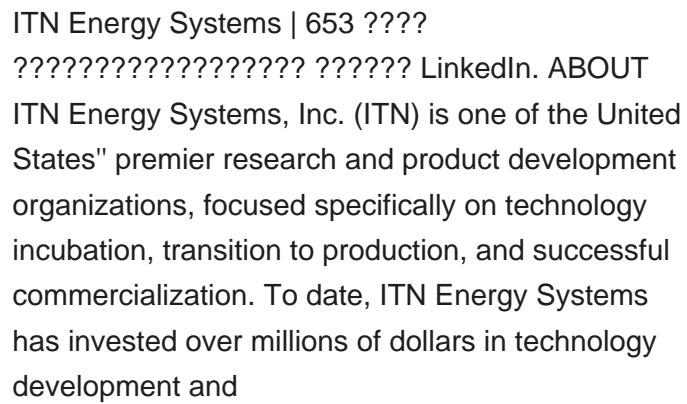 ITN Energy Systems | 653 ????
?????????????????? ?????? LinkedIn. ABOUT
ITN Energy Systems, Inc. (ITN) is one of the United
States" premier research and product development
organizations, focused specifically on technology
incubation, transition to production, and successful
commercialization. To date, ITN Energy Systems
has invested over millions of dollars in technology
development and